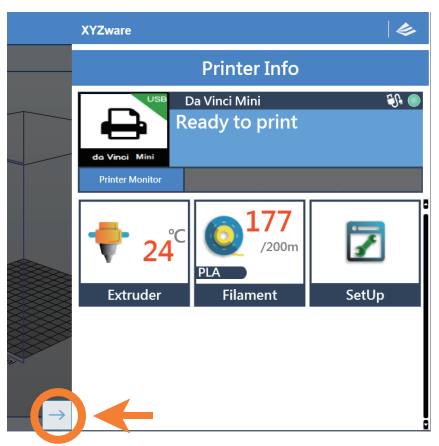 XYZware
Printer Info
USB
da Vinci Mini
Da Vinci Mini
Ready to print
Printer Monitor
24°C
Extruder
177
/200m
PLA
Filament
SetUp